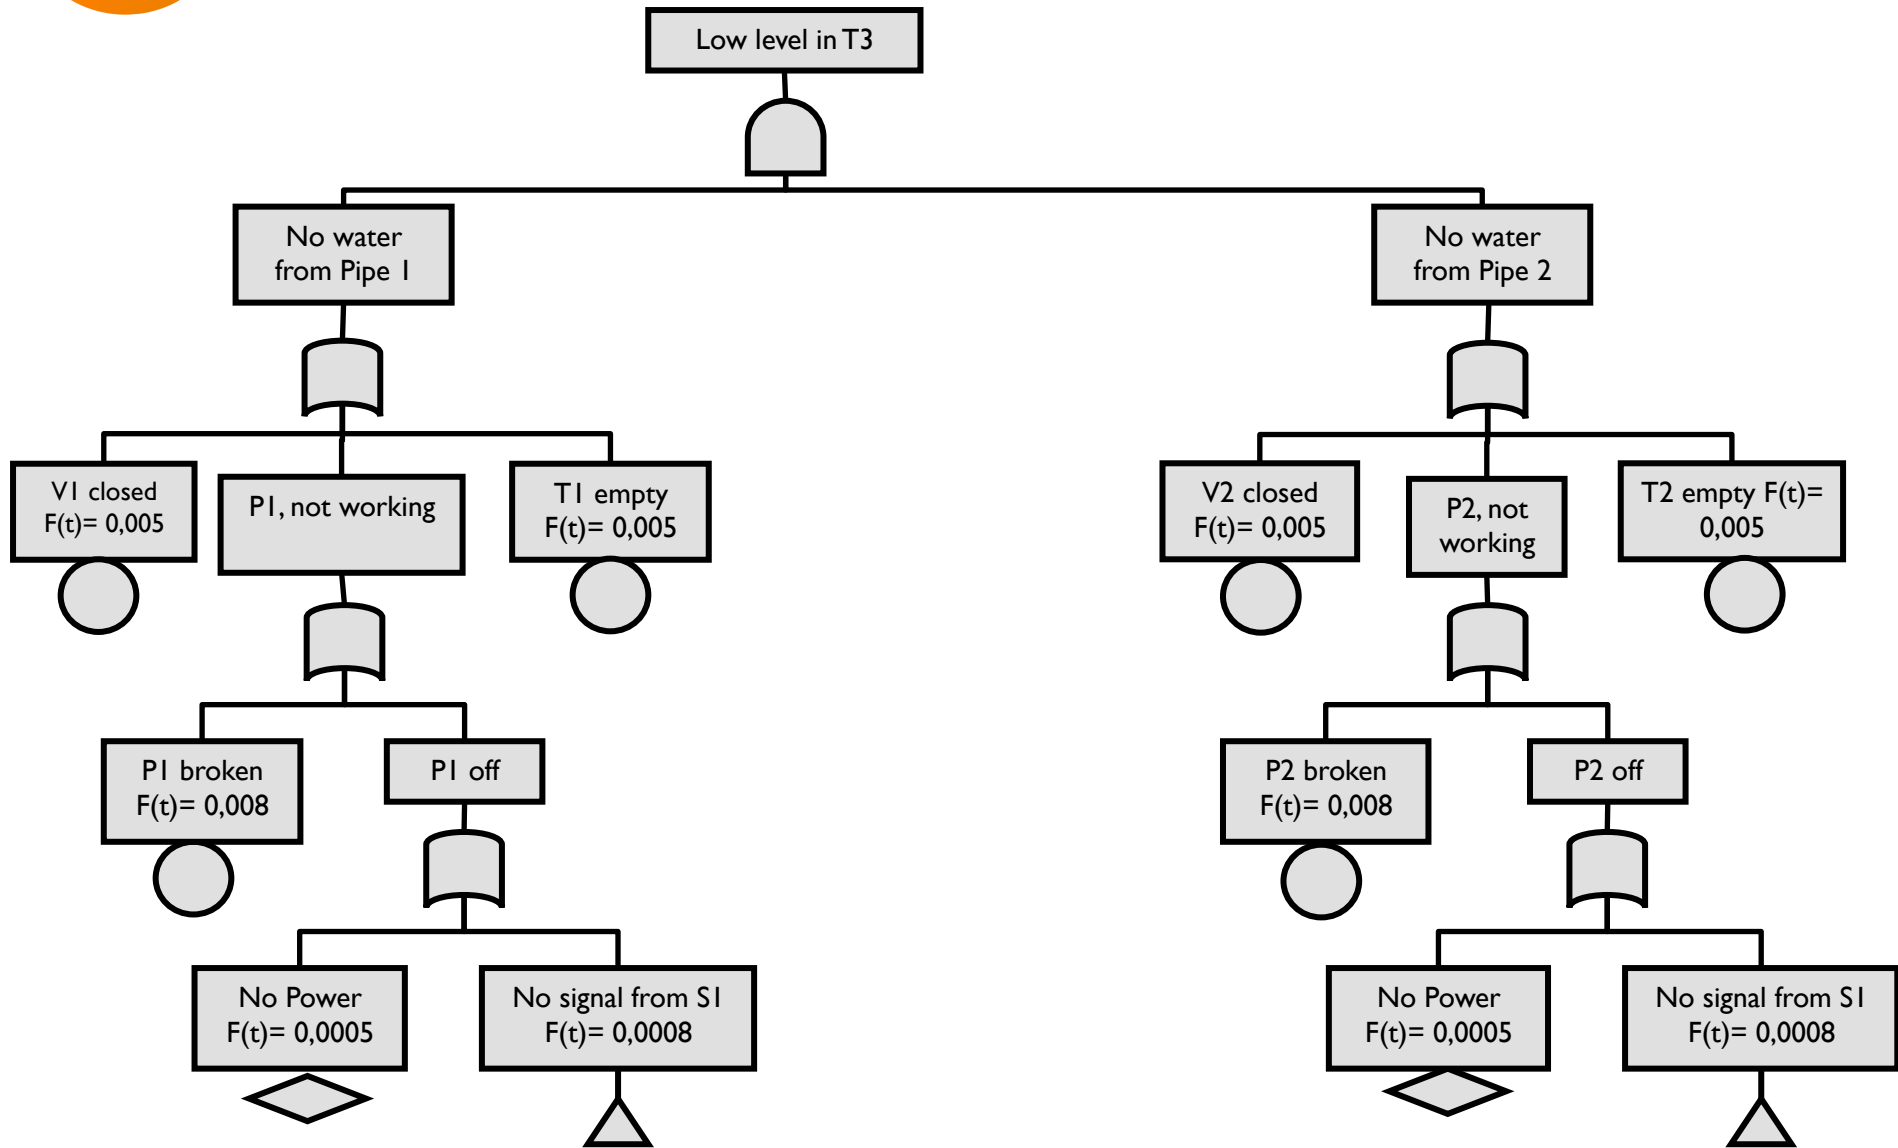 Low level in T3
No water
from Pipe 1
No water
from Pipe 2
V1 closed
F(t)= 0,005
P1, not working
T1 empty
F(t)= 0,005
V2 closed
F(t)= 0,005
P2, not
working
T2 empty F(t)=
0,005
P1 broken
F(t)= 0,008
P1 off
P2 broken
F(t)= 0,008
P2 off
No Power
F(t)= 0,0005
No signal from S1
F(t)= 0,0008
No Power
F(t)= 0,0005
No signal from S1
F(t)= 0,0008